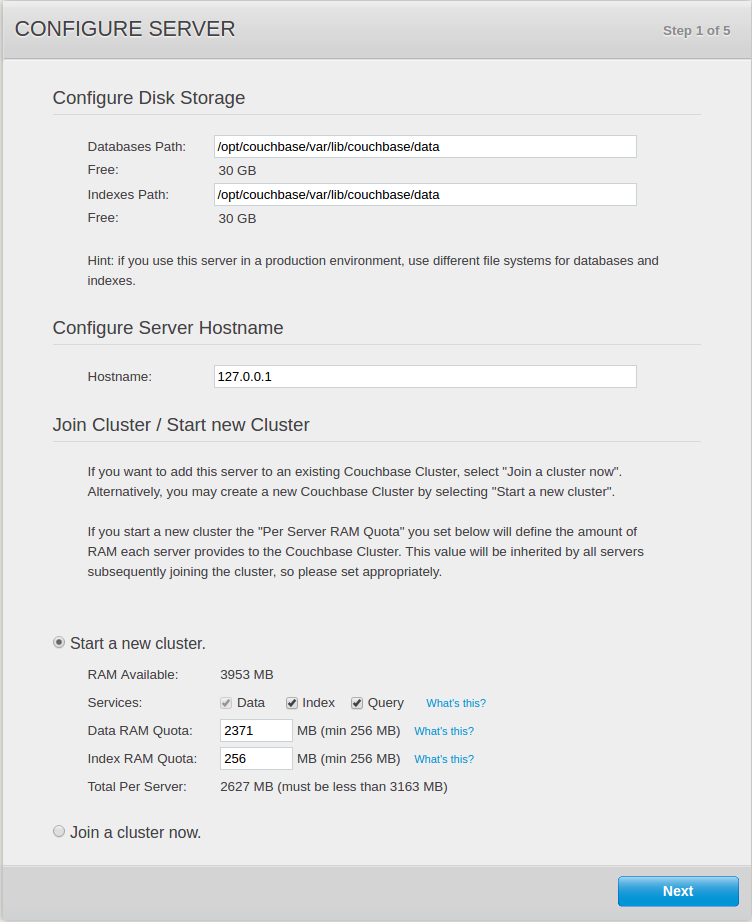 CONFIGURE SERVER Step 1 of 5
Configure Disk Storage
Databases Path: /opt/couchbase/var/lib/couchbase/data
Free: 30 GB
Indexes Path: /opt/couchbase/var/lib/couchbase/data
Free: 30 GB
Hint: if you use this server in a production environment, use different file systems for databases and
indexes.
Configure Server Hostname
Hostname: 127.0.0.1
Join Cluster / Start new Cluster
If you want to add this server to an existing Couchbase Cluster, select "Join a cluster now".
Alternatively, you may create a new Couchbase Cluster by selecting "Start a new cluster".
If you start a new cluster the "Per Server RAM Quota" you set below will define the amount of
RAM each server provides to the Couchbase Cluster. This value will be inherited by all servers
subsequently joining the cluster, so please set appropriately.
Start a new cluster.
RAM Available: 3953 MB
Services: Data Index Query What's this?
Data RAM Quota: 2371 MB (min 256 MB) What's this?
Index RAM Quota: 256 MB (min 256 MB) What's this?
Total Per Server: 2627 MB (must be less than 3163 MB)
Join a cluster now.
Next